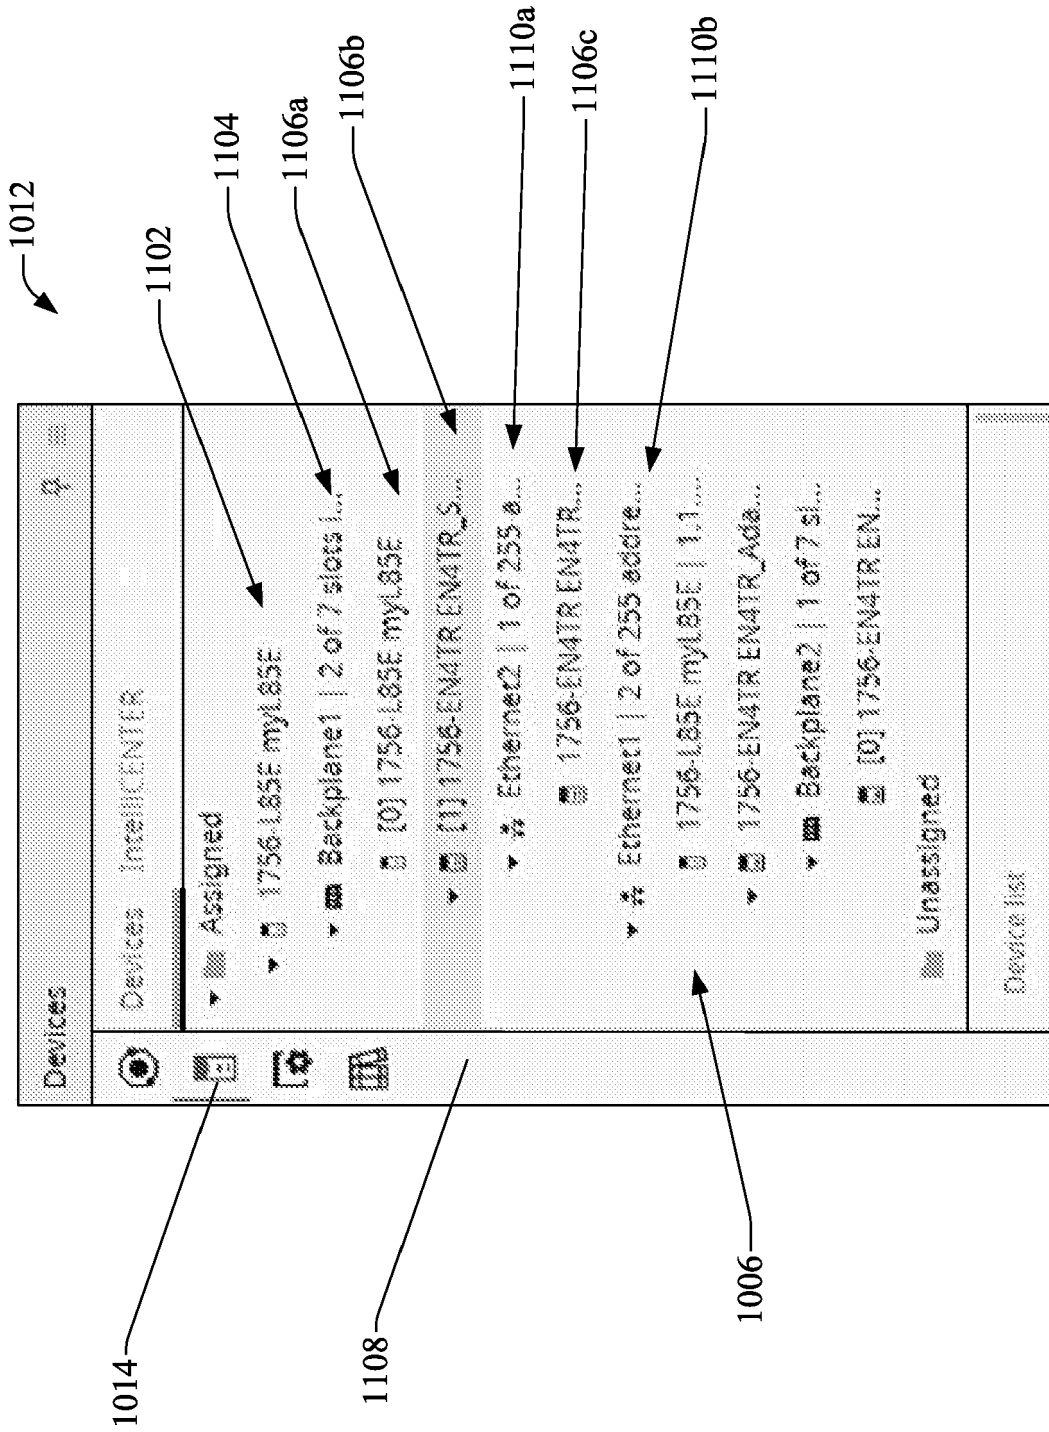 1012
1102
1104
1106a
1106b
1110a
1106c
1110b
1014
1108
1006
Devices
Devices IntelliCENTER
Assigned
1756-L85E myL85E
Backplane1 | 2 of 7 slots i...
[0] 1756-L85E myL85E
[1] 1756-EN4TR EN4TR_S...
Ethernet2 | 1 of 255 a...
1756-EN4TR EN4TR...
Ethernet1 | 2 of 255 addre...
1756-L85E myL85E | 1.1....
1756-EN4TR EN4TR_Ada...
Backplane2 | 1 of 7 sl...
[0] 1756-EN4TR EN...
Unassigned
Device list